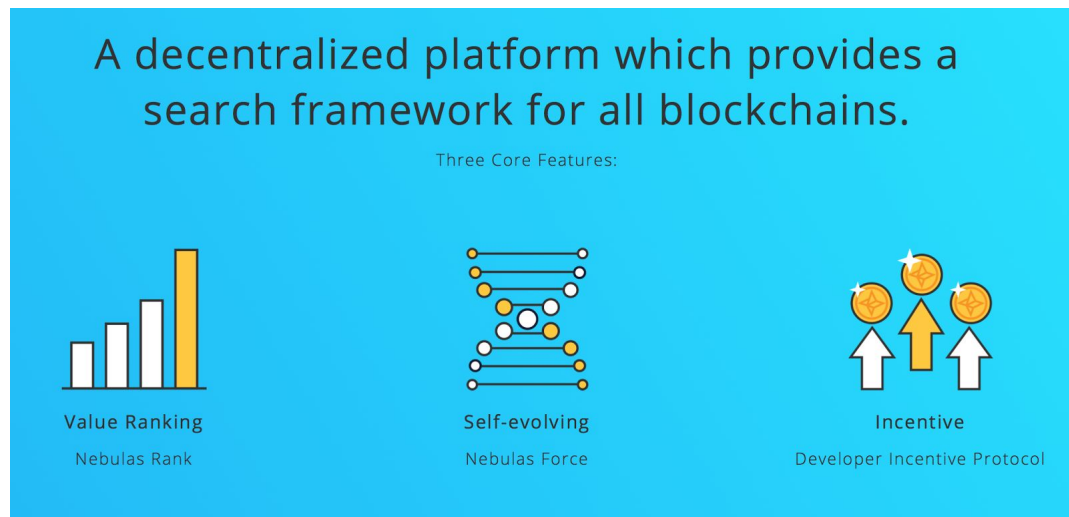 A decentralized platform which provides a
search framework for all blockchains.
Three Core Features:
Value Ranking
Nebulas Rank
Self-evolving
Nebulas Force
Incentive
Developer Incentive Protocol